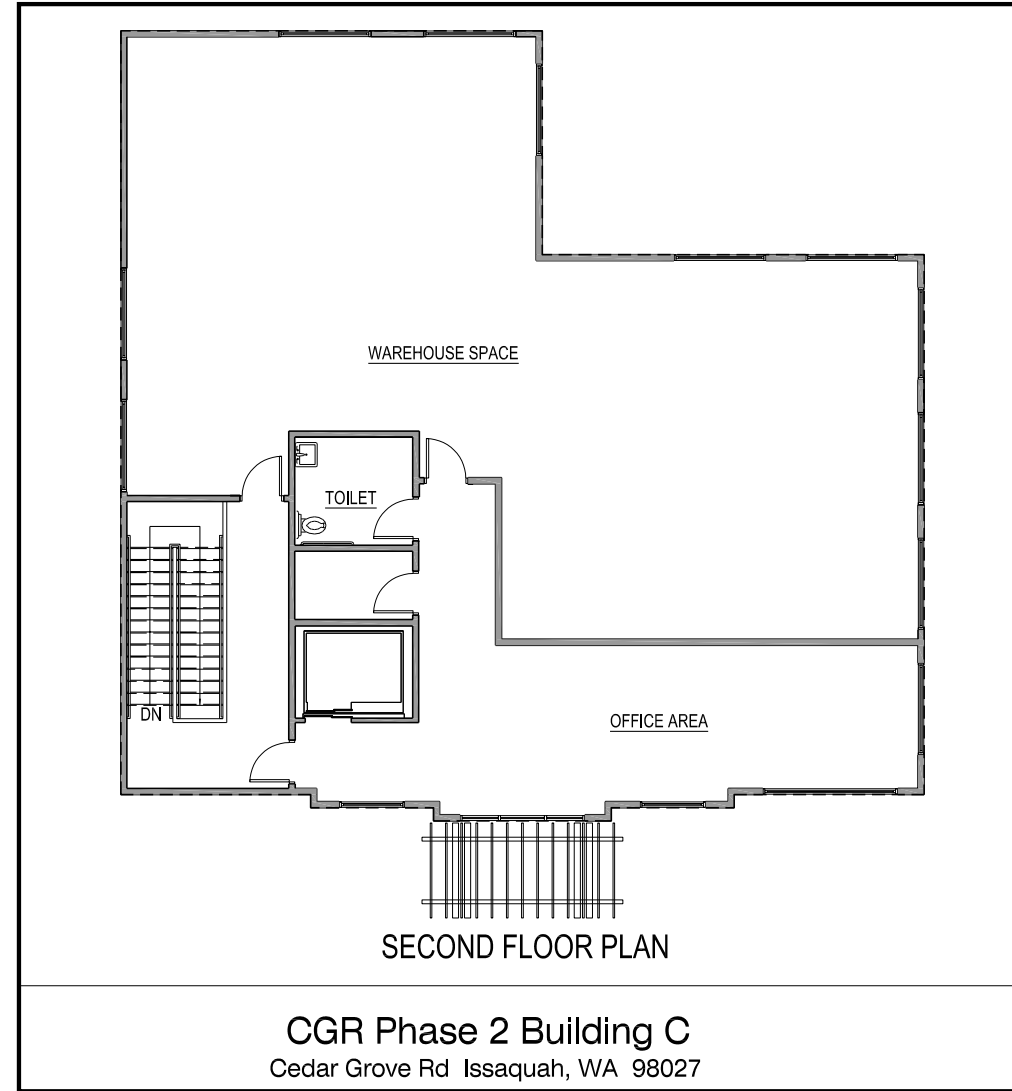 WAREHOUSE SPACE
TOILET
DN
OFFICE AREA
SECOND FLOOR PLAN
CGR Phase 2 Building C
Cedar Grove Rd Issaquah, WA 98027